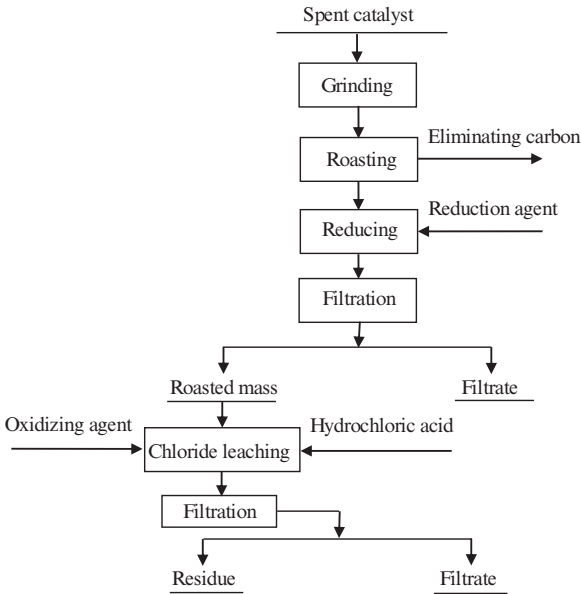 Spent catalyst
Grinding
Eliminating carbon
Roasting
Reduction agent
Reducing
Filtration
Roasted mass
Filtrate
Oxidizing agent
Hydrochloric acid
Chloride leaching
Filtration
Residue
Filtrate